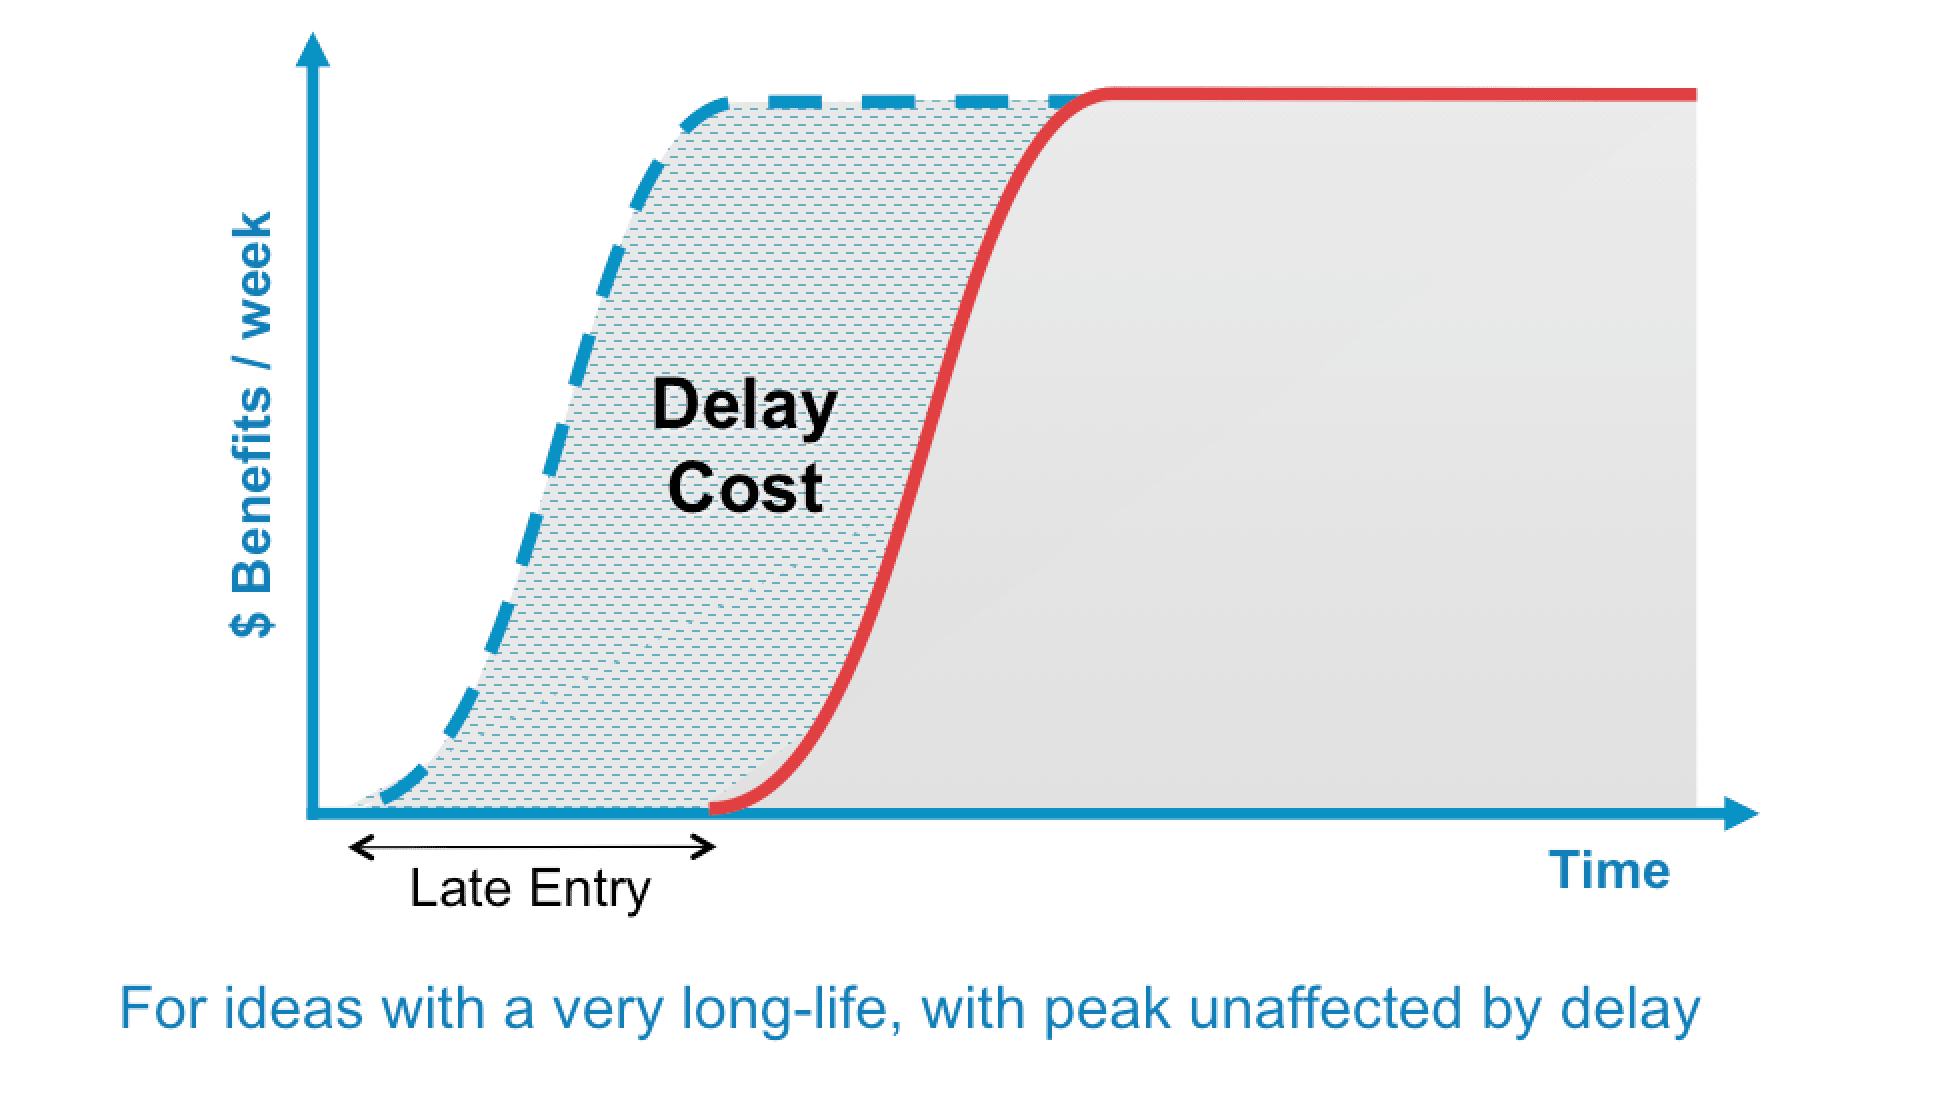 $ Benefits / week
Delay
Cost
Late Entry
Time
For ideas with a very long-life, with peak unaffected by delay